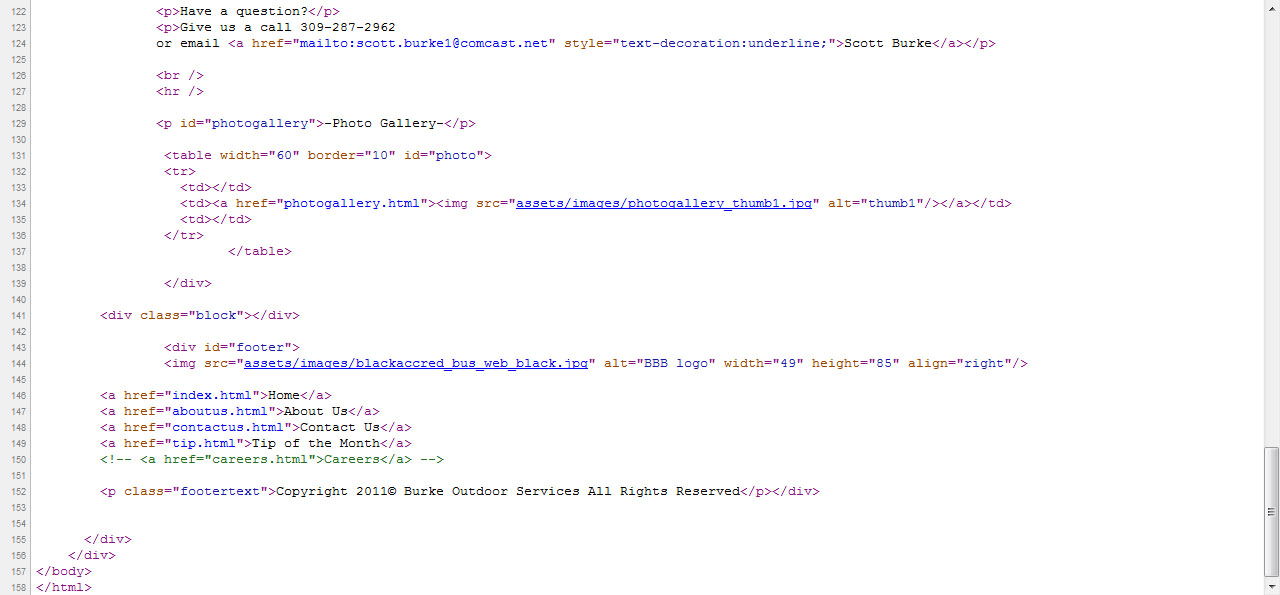 122 <p>Have a question?</p>
123 <p>Give us a call 309-287-2962
124 or email <a href="mailto:scott.burke1@comcast.net" style="text-decoration:underline;">Scott Burke</a></p>
125
126 <br />
127 <hr />
128
129 <p id="photogallery">-Photo Gallery-</p>
130
131 <table width="60" border="10" id="photo">
132 <tr>
133 <td></td>
134 <td><a href="photogallery.html"><img src="assets/images/photogallery_thumb1.jpg" alt="thumb1"/></a></td>
135 <td></td>
136 </tr>
137 </table>
138
139 </div>
140
141 <div class="block"></div>
142
143 <div id="footer">
144 <img src="assets/images/blackaccred_bus_web_black.jpg" alt="BBB logo" width="49" height="85" align="right"/>
145
146 <a href="index.html">Home</a>
147 <a href="aboutus.html">About Us</a>
148 <a href="contactus.html">Contact Us</a>
149 <a href="tip.html">Tip of the Month</a>
150 <!-- <a href="careers.html">Careers</a> -->
151
152 <p class="footertext">Copyright 2011© Burke Outdoor Services All Rights Reserved</p></div>
153
154
155 </div>
156 </div>
157 </body>
158 </html>